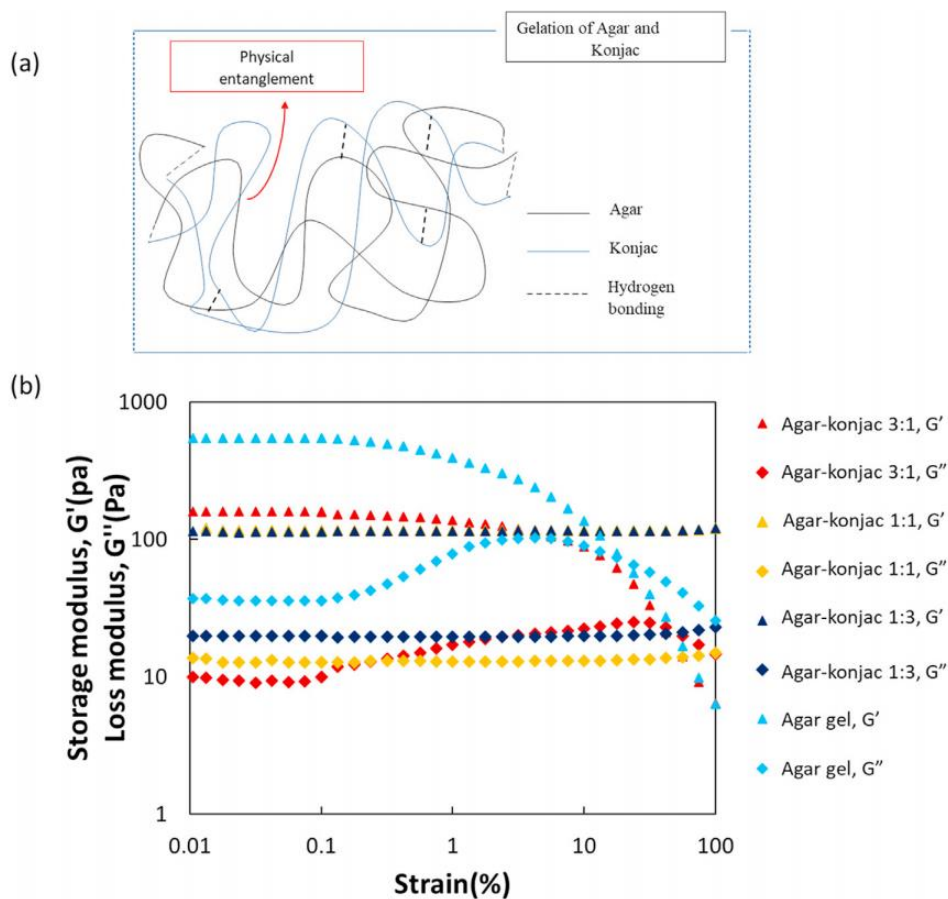 (a)
Gelation of Agar and
Konjac
Physical
entanglement
Agar
Konjac
Hydrogen
bonding
(b)
Storage modulus, G'(pa)
Loss modulus, G''(Pa)
1000
100
10
1
0.01
0.1
1
10
100
Strain(%)
Agar-konjac 3:1, G’
Agar-konjac 3:1, G”
Agar-konjac 1:1, G’
Agar-konjac 1:1, G”
Agar-konjac 1:3, G’
Agar-konjac 1:3, G”
Agar gel, G’
Agar gel, G”